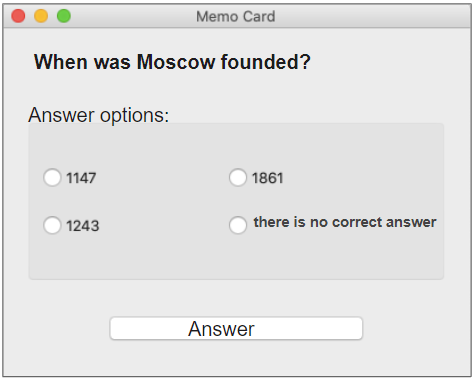 Memo Card
When was Moscow founded?
Answer options:
1147
1861
1243
there is no correct answer
Answer